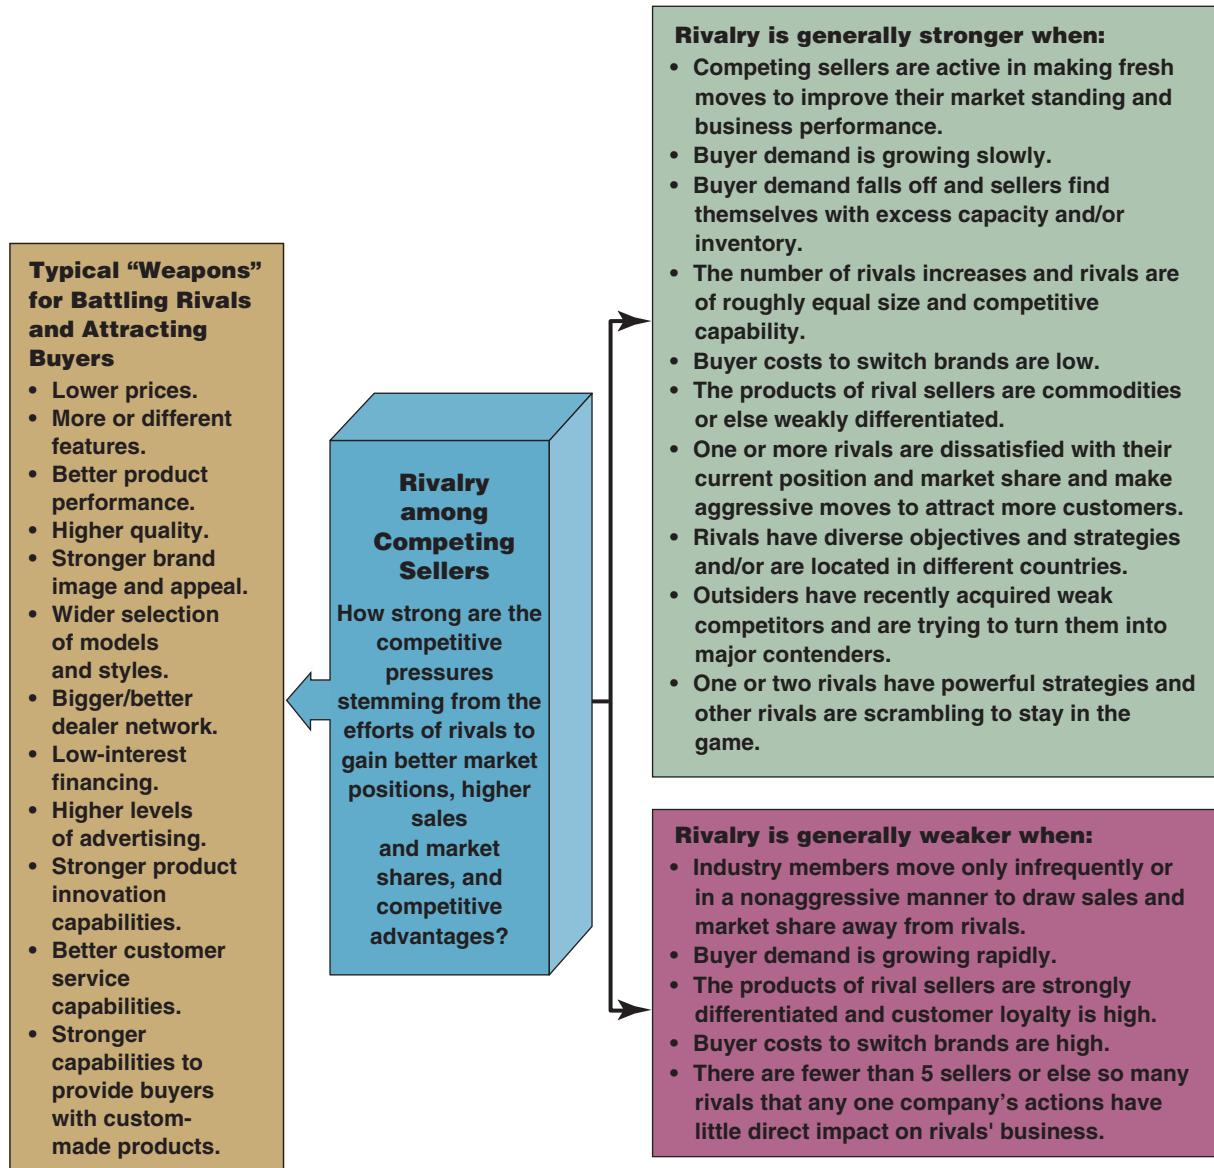 Typical “Weapons”
for Battling Rivals
and Attracting
Buyers
• Lower prices.
• More or different
features.
• Better product
performance.
• Higher quality.
• Stronger brand
image and appeal.
• Wider selection
of models
and styles.
• Bigger/better
dealer network.
• Low-interest
financing.
• Higher levels
of advertising.
• Stronger product
innovation
capabilities.
• Better customer
service
capabilities.
• Stronger
capabilities to
provide buyers
with custom-
made products.
Rivalry
among
Competing
Sellers
How strong are the
competitive
pressures
stemming from the
efforts of rivals to
gain better market
positions, higher
sales
and market
shares, and
competitive
advantages?
Rivalry is generally stronger when:
• Competing sellers are active in making fresh
moves to improve their market standing and
business performance.
• Buyer demand is growing slowly.
• Buyer demand falls off and sellers find
themselves with excess capacity and/or
inventory.
• The number of rivals increases and rivals are
of roughly equal size and competitive
capability.
• Buyer costs to switch brands are low.
• The products of rival sellers are commodities
or else weakly differentiated.
• One or more rivals are dissatisfied with their
current position and market share and make
aggressive moves to attract more customers.
• Rivals have diverse objectives and strategies
and/or are located in different countries.
• Outsiders have recently acquired weak
competitors and are trying to turn them into
major contenders.
• One or two rivals have powerful strategies and
other rivals are scrambling to stay in the
game.
Rivalry is generally weaker when:
• Industry members move only infrequently or
in a nonaggressive manner to draw sales and
market share away from rivals.
• Buyer demand is growing rapidly.
• The products of rival sellers are strongly
differentiated and customer loyalty is high.
• Buyer costs to switch brands are high.
• There are fewer than 5 sellers or else so many
rivals that any one company’s actions have
little direct impact on rivals' business.